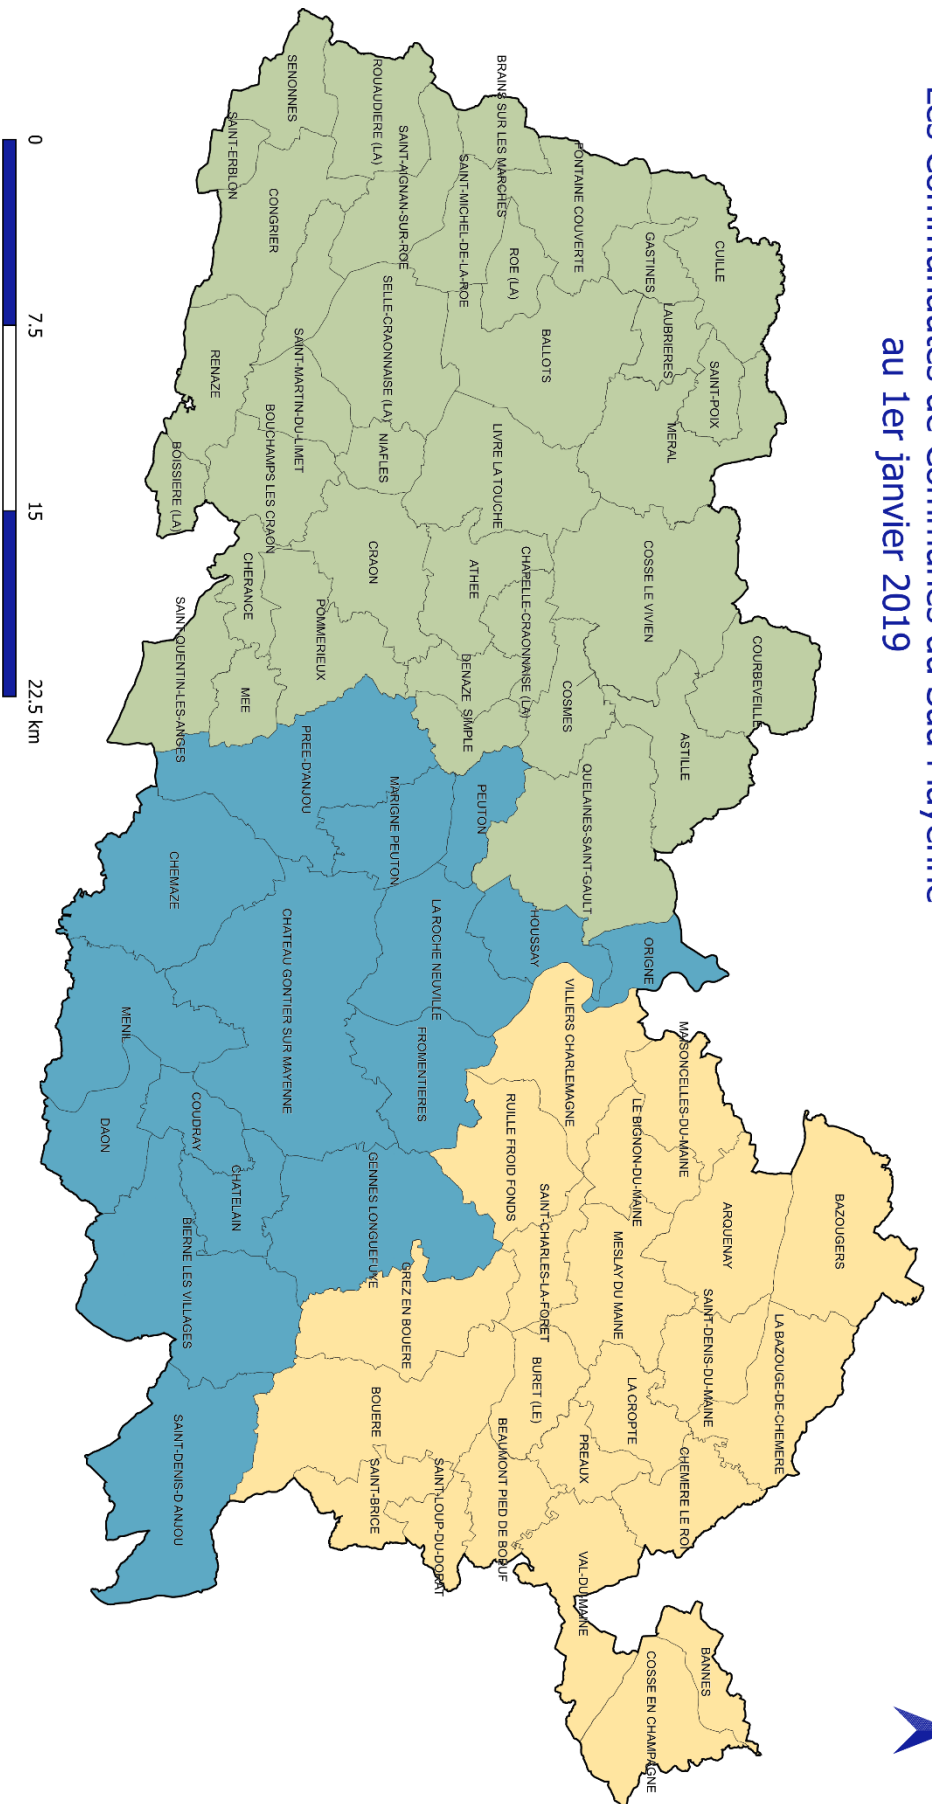 Les Communautés de Communes du Sud Mayenne
au 1er janvier 2019
COURBEVEILLE
BAZOUGERS
CUILLE
SAINT-POIX
ASTILLE
ARQUENAY
LA BAZOUGE-DE-CHEMERE
GASTINES
LAUBRIERES
MERAL
COSSE LE VIVIEN
ORIGNE
MAISONCELLES-DU-MAINE
SAINT-DENIS-DU-MAINE
CHEMERE LE ROI
BANNES
FONTAINE COUVERTE
COSMES
QUELAINES-SAINT-GAULT
LE BIGNON-DU-MAINE
MESLAY DU MAINE
LA CROPTE
COSSE EN CHAMPAGNE
BRAINS SUR LES MARCHES
ROE (LA)
BALLOTS
CHAPELLE-CRAONNAISE (LA)
HOUSSAY
VILLIERS CHARLEMAGNE
SAINT-CHARLES-LA-FORET
BURET (LE)
PREAUX
VAL-DU-MAINE
SAINT-MICHEL-DE-LA-ROE
LIVRE LA TOUCHE
ATHEE
DENAZE
SIMPLE
PEUTON
RUILLE FROID FONDS
BEAUMONT PIED DE BOEUF
ROUAUDIERE (LA)
SAINT-AIGNAN-SUR-ROE
SELLE-CRAONNAISE (LA)
NIAFLES
CRAON
MARIGNE PEUTON
LA ROCHE NEUVILLE
FROMENTIERES
GREZ EN BOUERE
SAINT-LOUP-DU-DORAT
SENONNES
SAINT-MARTIN-DU-LIMET
POMMERIEUX
PREE-D'ANJOU
GENNES LONGUEFUYE
BOUERE
SAINT-BRICE
SAINT-ERBLON
CONGRIER
RENAZE
BOUCHAMPS LES CRAON
CHERANCE
MEE
CHATEAU GONTIER SUR MAYENNE
CHATELAIN
BOISSIERE (LA)
SAINT-QUENTIN-LES-ANGES
CHEMAZE
COUDRAY
BIERNE LES VILLAGES
SAINT-DENIS-D ANJOU
MENIL
DAON
0 7.5 15 22.5 km